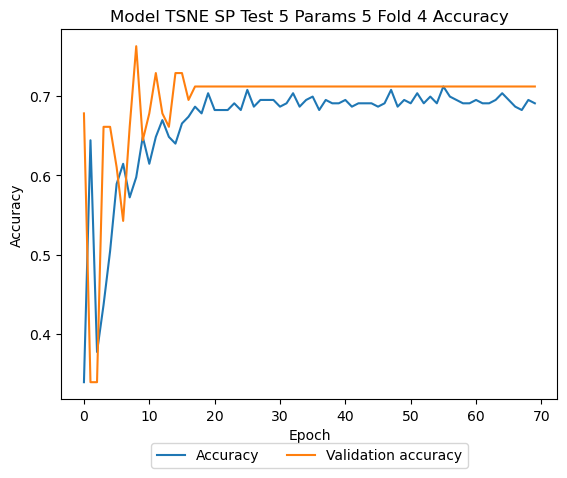 Model TSNE SP Test 5 Params 5 Fold 4 Accuracy
Accuracy
0.7
0.6
0.5
0.4
0 10 20 30 40 50 60 70
Epoch
Accuracy Validation accuracy